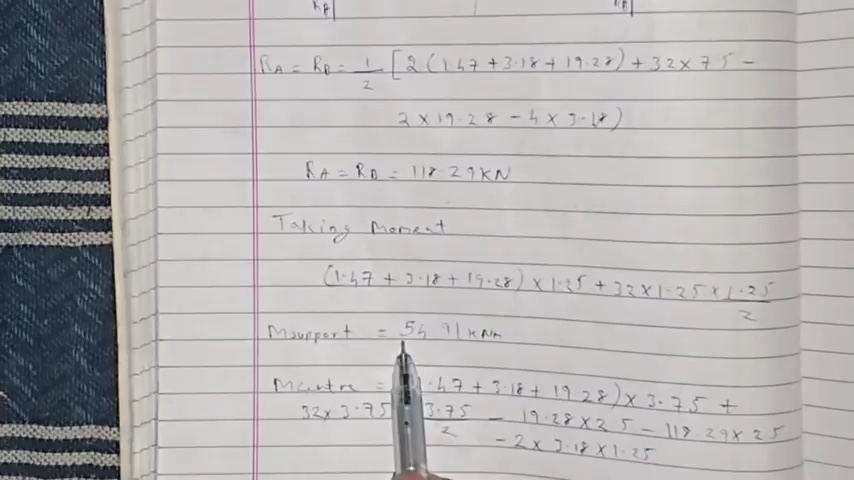 RA = RB = 1/2 [2(1.47 + 3.18 + 19.28) + 32 × 7.5 -
2 × 19.28 - 4 × 3.18)
RA = RB = 118.29 KN
Taking Moment
(1.47 + 3.18 + 19.28) × 1.25 + 32 × 1.25 × 1.25/2
Msupport = 54.91 KNM
Mcentre = .47 + 3.18 + 19.28) × 3.75 +
32 × 3.75 3.75/2 - 19.28 × 2.5 - 118.29 × 2.5
- 2 × 3.18 × 1.25